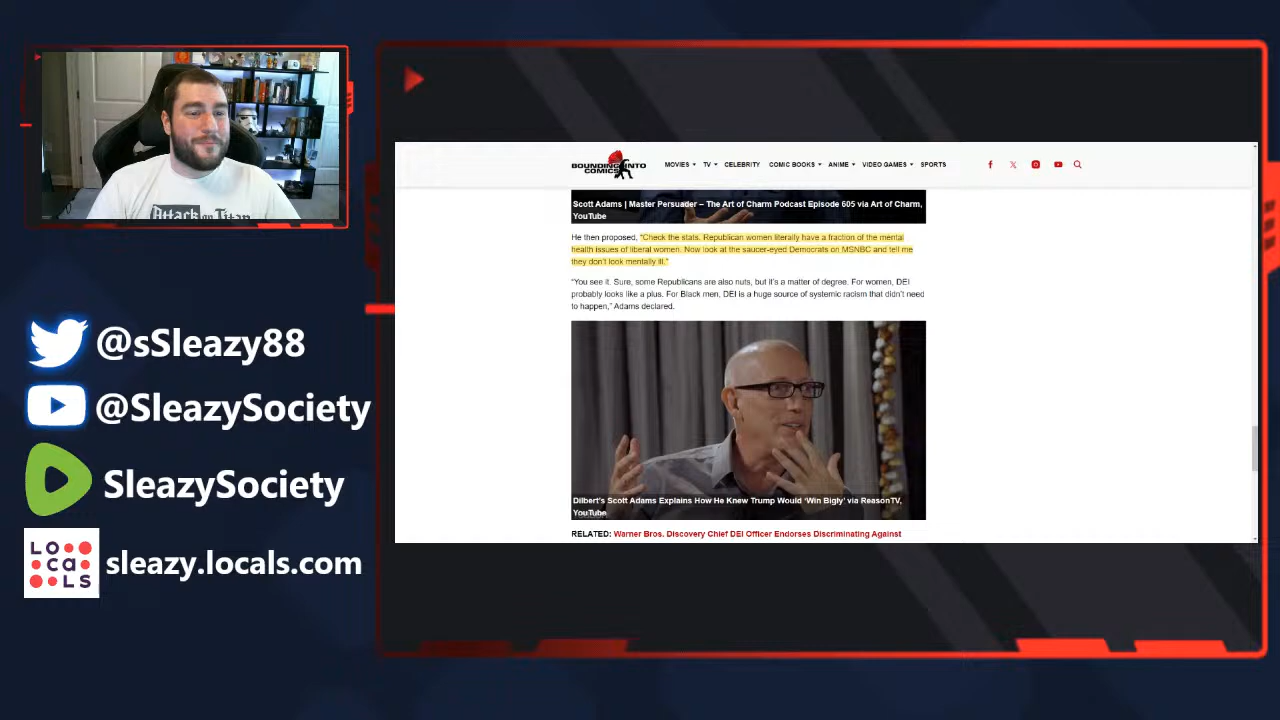 Attack on Titan
@sSleazy88
@SleazySociety
SleazySociety
LOcaLS
sleazy.locals.com
BOUNDING INTO COMICS
MOVIES TV CELEBRITY COMIC BOOKS ANIME VIDEO GAMES SPORTS
Scott Adams | Master Persuader – The Art of Charm Podcast Episode 605 via Art of Charm,
YouTube
He then proposed, “Check the stats. Republican women literally have a fraction of the mental
health issues of liberal women. Now look at the saucer-eyed Democrats on MSNBC and tell me
they don’t look mentally ill.”
“You see it. Sure, some Republicans are also nuts, but it’s a matter of degree. For women, DEI
probably looks like a plus. For Black men, DEI is a huge source of systemic racism that didn’t need
to happen,” Adams declared.
Dilbert’s Scott Adams Explains How He Knew Trump Would ‘Win Bigly’ via ReasonTV,
YouTube
RELATED: Warner Bros. Discovery Chief DEI Officer Endorses Discriminating Against